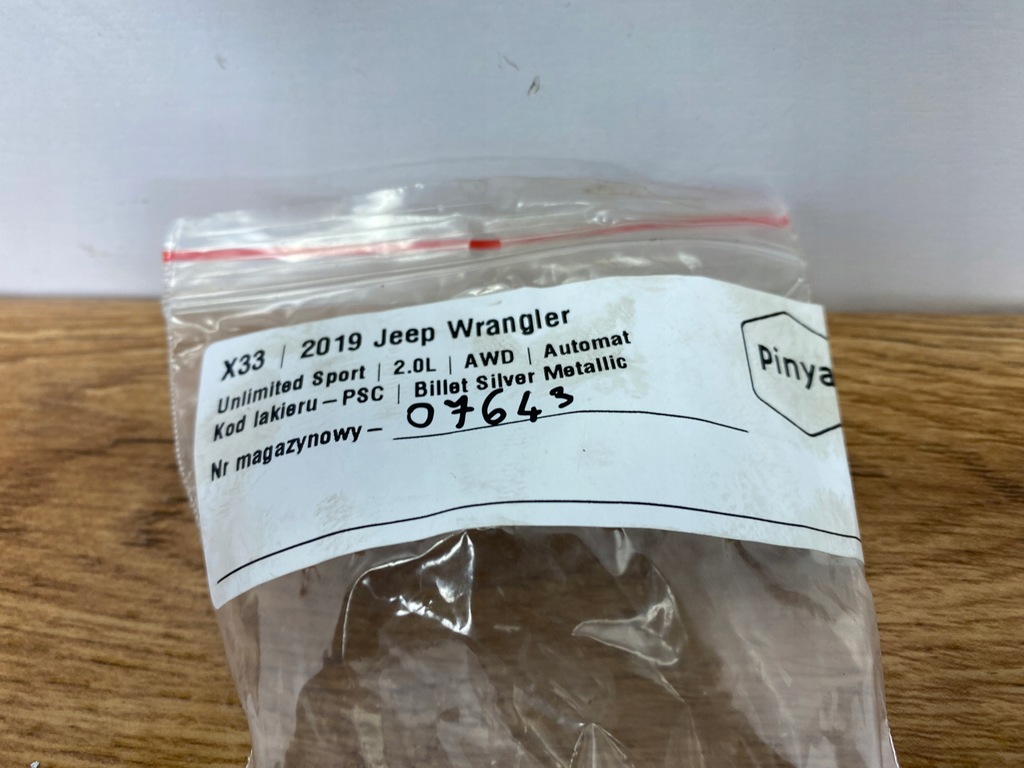 X33 | 2019 Jeep Wrangler
Unlimited Sport | 2.0L | AWD | Automat
Kod lakieru – PSC | Billet Silver Metallic
Nr magazynowy – 07643
Pinya